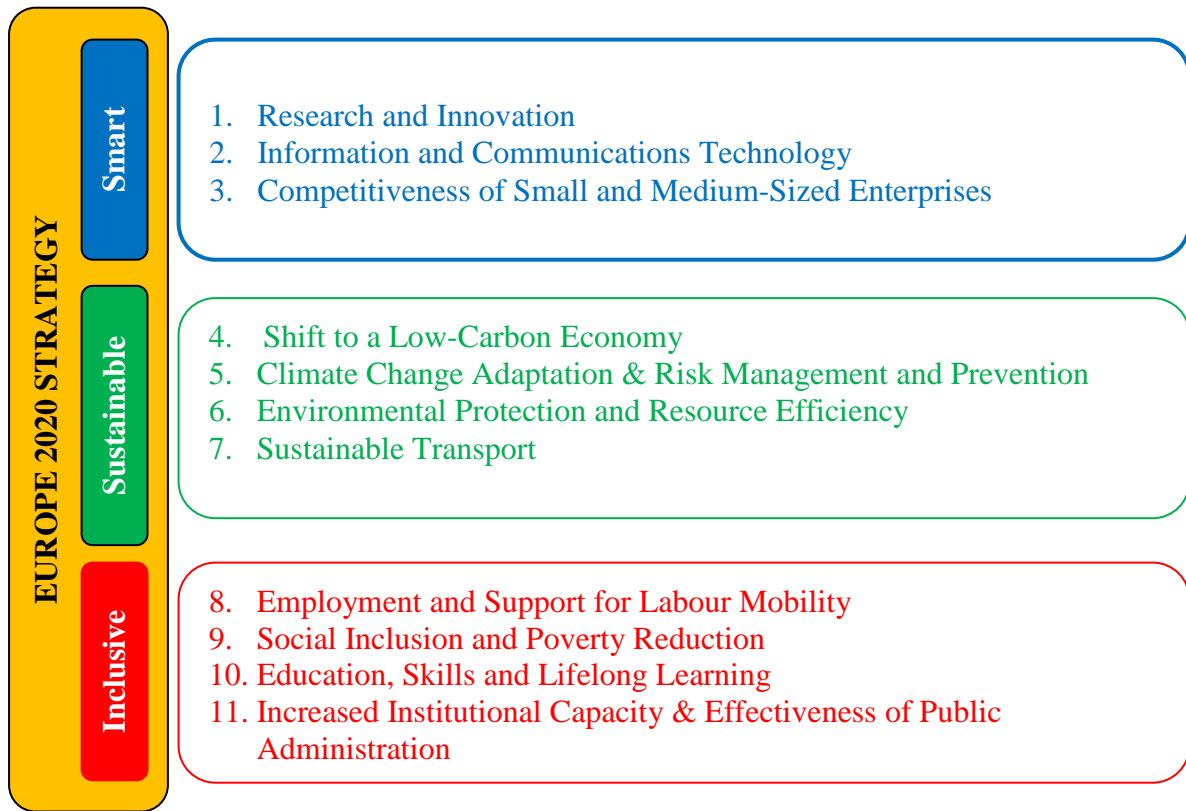 EUROPE 2020 STRATEGY
Smart
1. Research and Innovation
2. Information and Communications Technology
3. Competitiveness of Small and Medium-Sized Enterprises
Sustainable
4. Shift to a Low-Carbon Economy
5. Climate Change Adaptation & Risk Management and Prevention
6. Environmental Protection and Resource Efficiency
7. Sustainable Transport
Inclusive
8. Employment and Support for Labour Mobility
9. Social Inclusion and Poverty Reduction
10. Education, Skills and Lifelong Learning
11. Increased Institutional Capacity & Effectiveness of Public
Administration